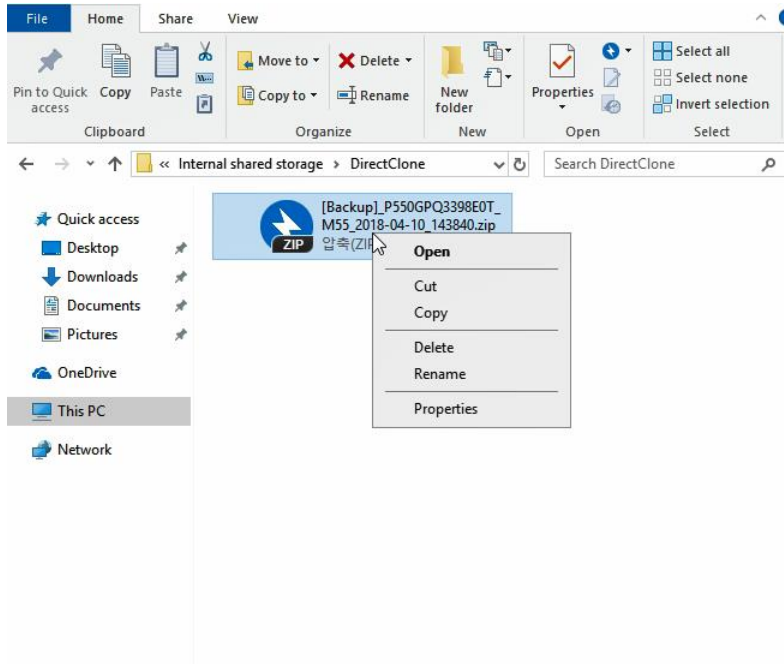 File Home Share View
Pin to Quick access
Copy
Paste
W...
Clipboard
Move to
Copy to
Delete
Rename
Organize
New folder
New
Properties
Open
Select all
Select none
Invert selection
Select
« Internal shared storage > DirectClone
Search DirectClone
Quick access
Desktop
Downloads
Documents
Pictures
OneDrive
This PC
Network
[Backup]_P550GPQ3398E0T_
M55_2018-04-10_143840.zip
ZIP
압축(ZIP
Open
Cut
Copy
Delete
Rename
Properties